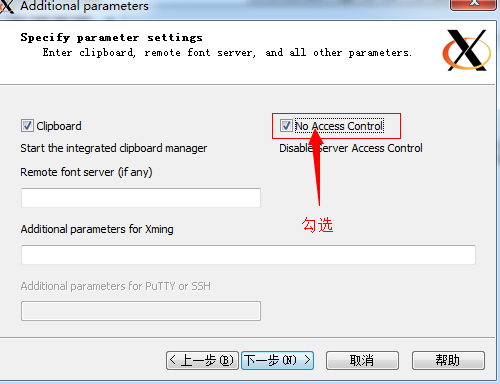 Additional parameters
Specify parameter settings
Enter clipboard, remote font server, and all other parameters.
Clipboard
No Access Control
Start the integrated clipboard manager
Disable Server Access Control
Remote font server (if any)
勾选
Additional parameters for Xming
Additional parameters for PuTTY or SSH
< 上一步(B)
下一步(N) >
取消
帮助